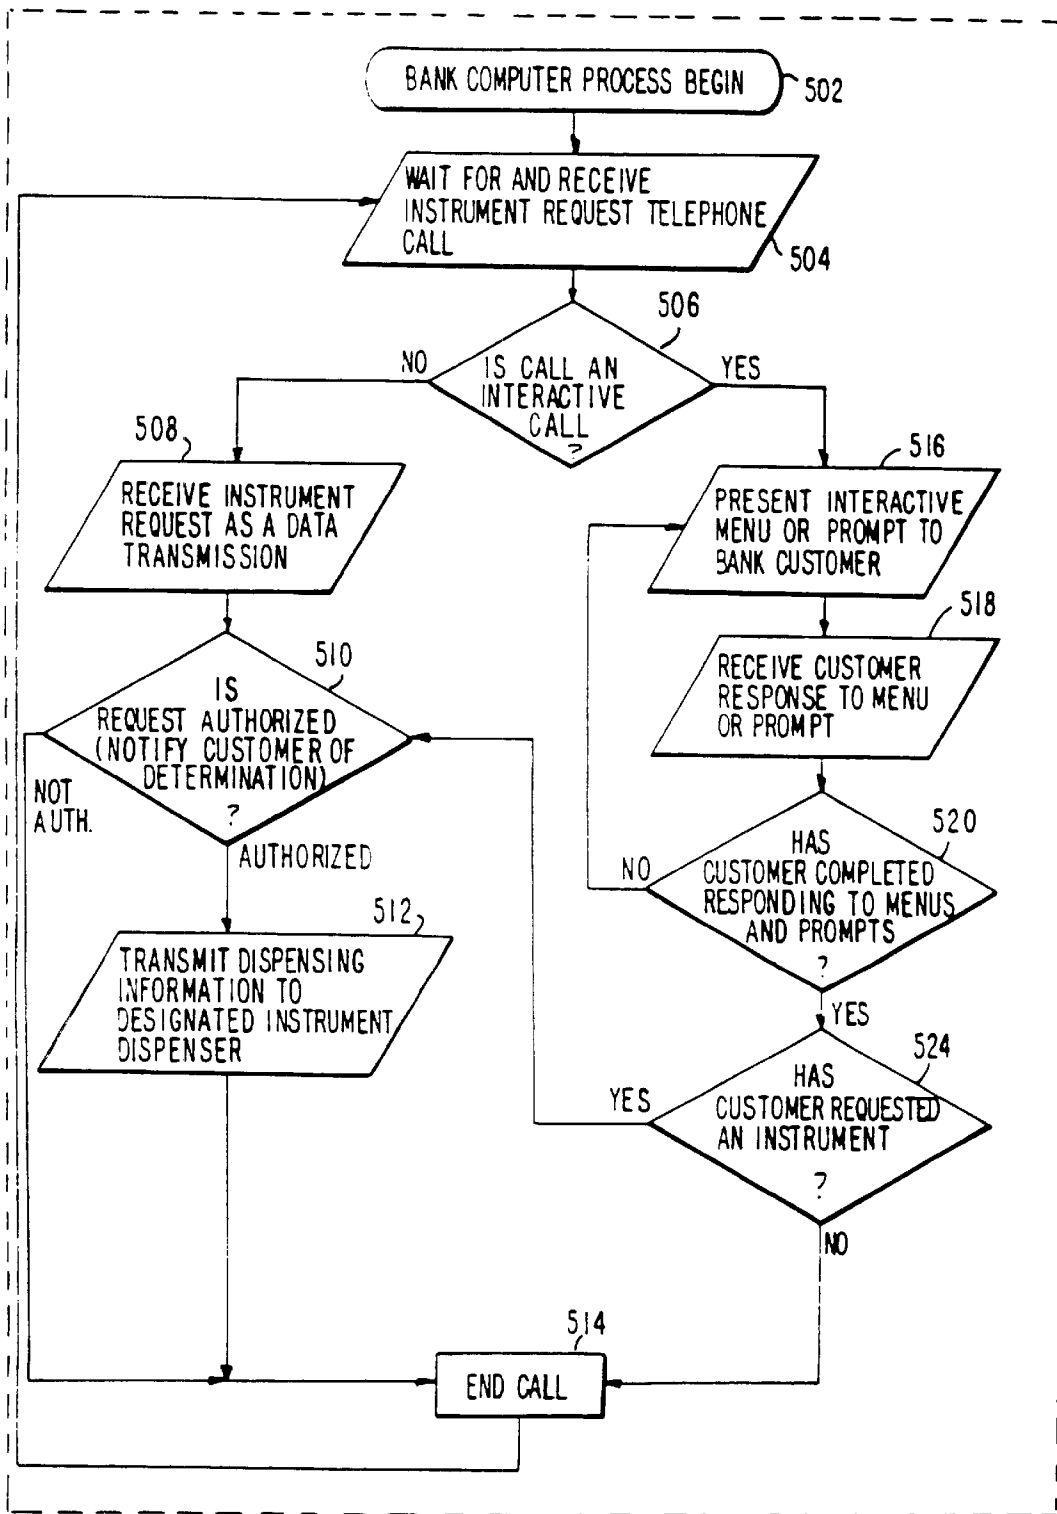 BANK COMPUTER PROCESS BEGIN
502
WAIT FOR AND RECEIVE
INSTRUMENT REQUEST TELEPHONE
CALL
504
506
IS CALL AN
INTERACTIVE
CALL
?
NO
YES
508
RECEIVE INSTRUMENT
REQUEST AS A DATA
TRANSMISSION
516
PRESENT INTERACTIVE
MENU OR PROMPT TO
BANK CUSTOMER
518
RECEIVE CUSTOMER
RESPONSE TO MENU
OR PROMPT
510
IS
REQUEST AUTHORIZED
(NOTIFY CUSTOMER OF
DETERMINATION)
?
NOT
AUTH.
AUTHORIZED
520
HAS
CUSTOMER COMPLETED
RESPONDING TO MENUS
AND PROMPTS
?
NO
YES
512
TRANSMIT DISPENSING
INFORMATION TO
DESIGNATED INSTRUMENT
DISPENSER
524
HAS
CUSTOMER REQUESTED
AN INSTRUMENT
?
YES
NO
514
END CALL